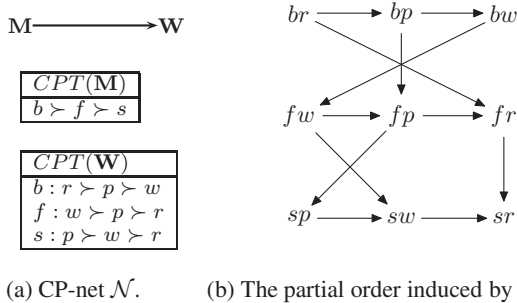 M W
CPT(M)
b ≻ f ≻ s
CPT(W)
b : r ≻ p ≻ w
f : w ≻ p ≻ r
s : p ≻ w ≻ r
(a) CP-net N.
br bp bw
fw fp fr
sp sw sr
(b) The partial order induced by